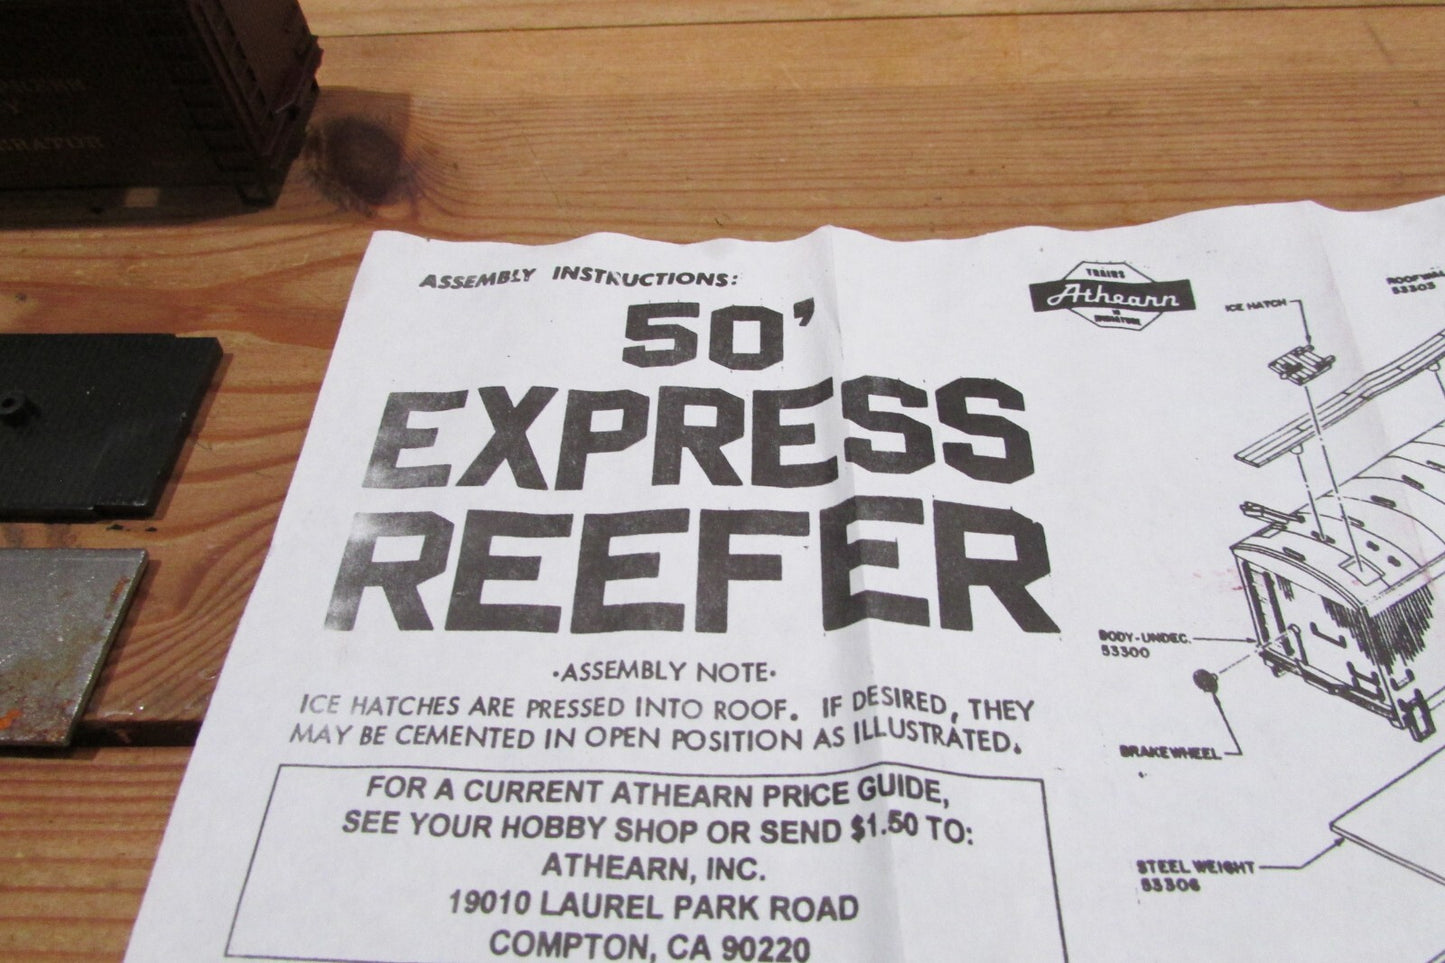 ASSEMBLY INSTRUCTIONS:
50'
EXPRESS
REEFER
•ASSEMBLY NOTE•
ICE HATCHES ARE PRESSED INTO ROOF. IF DESIRED, THEY
MAY BE CEMENTED IN OPEN POSITION AS ILLUSTRATED.
FOR A CURRENT ATHEARN PRICE GUIDE,
SEE YOUR HOBBY SHOP OR SEND $1.50 TO:
ATHEARN, INC.
19010 LAUREL PARK ROAD
COMPTON, CA 90220
TRAINS
Athearn
IN
MINIATURE
ICE HATCH
53303
BODY-UNDEC.
53300
BRAKEWHEEL
STEEL WEIGHT
53306